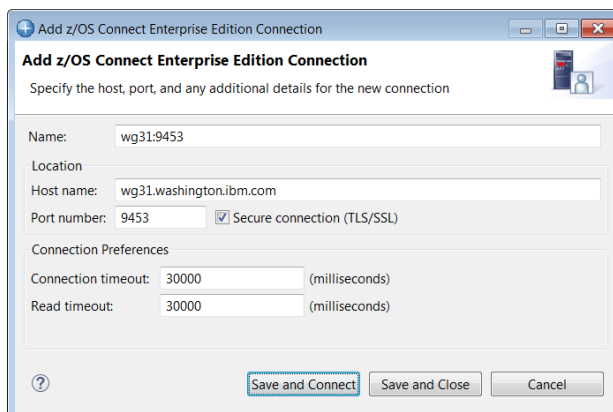 Add z/OS Connect Enterprise Edition Connection
Add z/OS Connect Enterprise Edition Connection
Specify the host, port, and any additional details for the new connection
Name: wg31:9453
Location
Host name: wg31.washington.ibm.com
Port number: 9453 Secure connection (TLS/SSL)
Connection Preferences
Connection timeout: 30000 (milliseconds)
Read timeout: 30000 (milliseconds)
? Save and Connect Save and Close Cancel